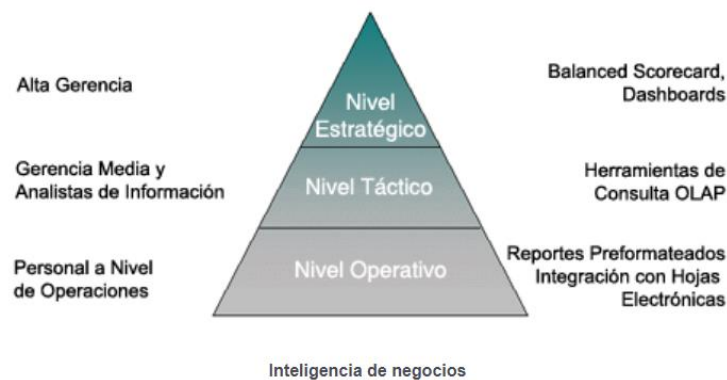 Alta Gerencia
Nivel
Estratégico
Balanced Scorecard,
Dashboards
Gerencia Media y
Analistas de Información
Nivel Táctico
Herramientas de
Consulta OLAP
Personal a Nivel
de Operaciones
Nivel Operativo
Reportes Preformateados
Integración con Hojas
Electrónicas
Inteligencia de negocios